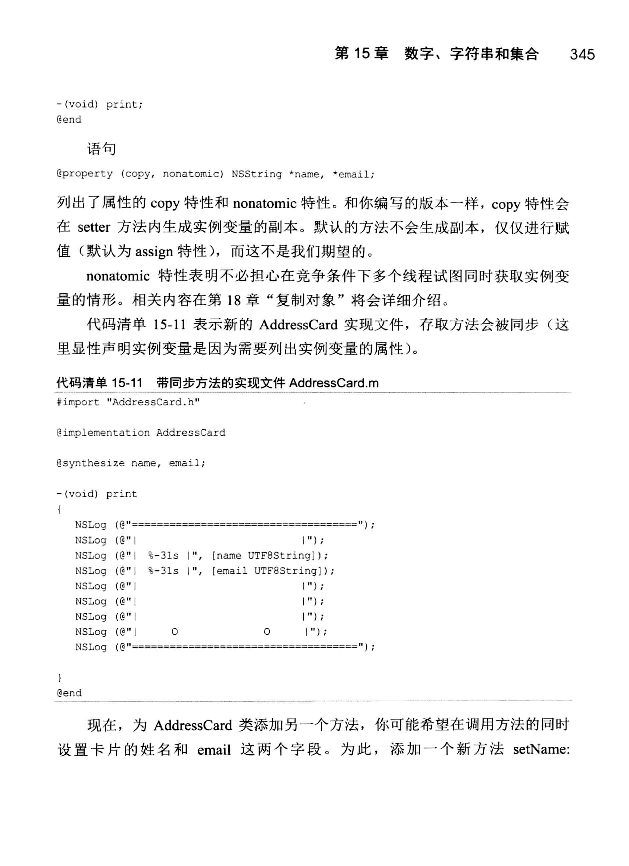 第 15 章　数字、字符串和集合　345
-(void) print;
@end
语句
@property (copy, nonatomic) NSString *name, *email;
列出了属性的 copy 特性和 nonatomic 特性。和你编写的版本一样，copy 特性会
在 setter 方法内生成实例变量的副本。默认的方法不会生成副本，仅仅进行赋
值（默认为 assign 特性），而这不是我们期望的。
nonatomic 特性表明不必担心在竞争条件下多个线程试图同时获取实例变
量的情形。相关内容在第 18 章“复制对象”将会详细介绍。
代码清单 15-11 表示新的 AddressCard 实现文件，存取方法会被同步（这
里显性声明实例变量是因为需要列出实例变量的属性）。
代码清单 15-11　带同步方法的实现文件 AddressCard.m
#import "AddressCard.h"
@implementation AddressCard
@synthesize name, email;
-(void) print
{
NSLog (@"====================================");
NSLog (@"|                                  |");
NSLog (@"|  %-31s |", [name UTF8String]);
NSLog (@"|  %-31s |", [email UTF8String]);
NSLog (@"|                                  |");
NSLog (@"|                                  |");
NSLog (@"|                                  |");
NSLog (@"|      O              O      |");
NSLog (@"====================================");
}
@end
现在，为 AddressCard 类添加另一个方法，你可能希望在调用方法的同时
设置卡片的姓名和 email 这两个字段。为此，添加一个新方法 setName: